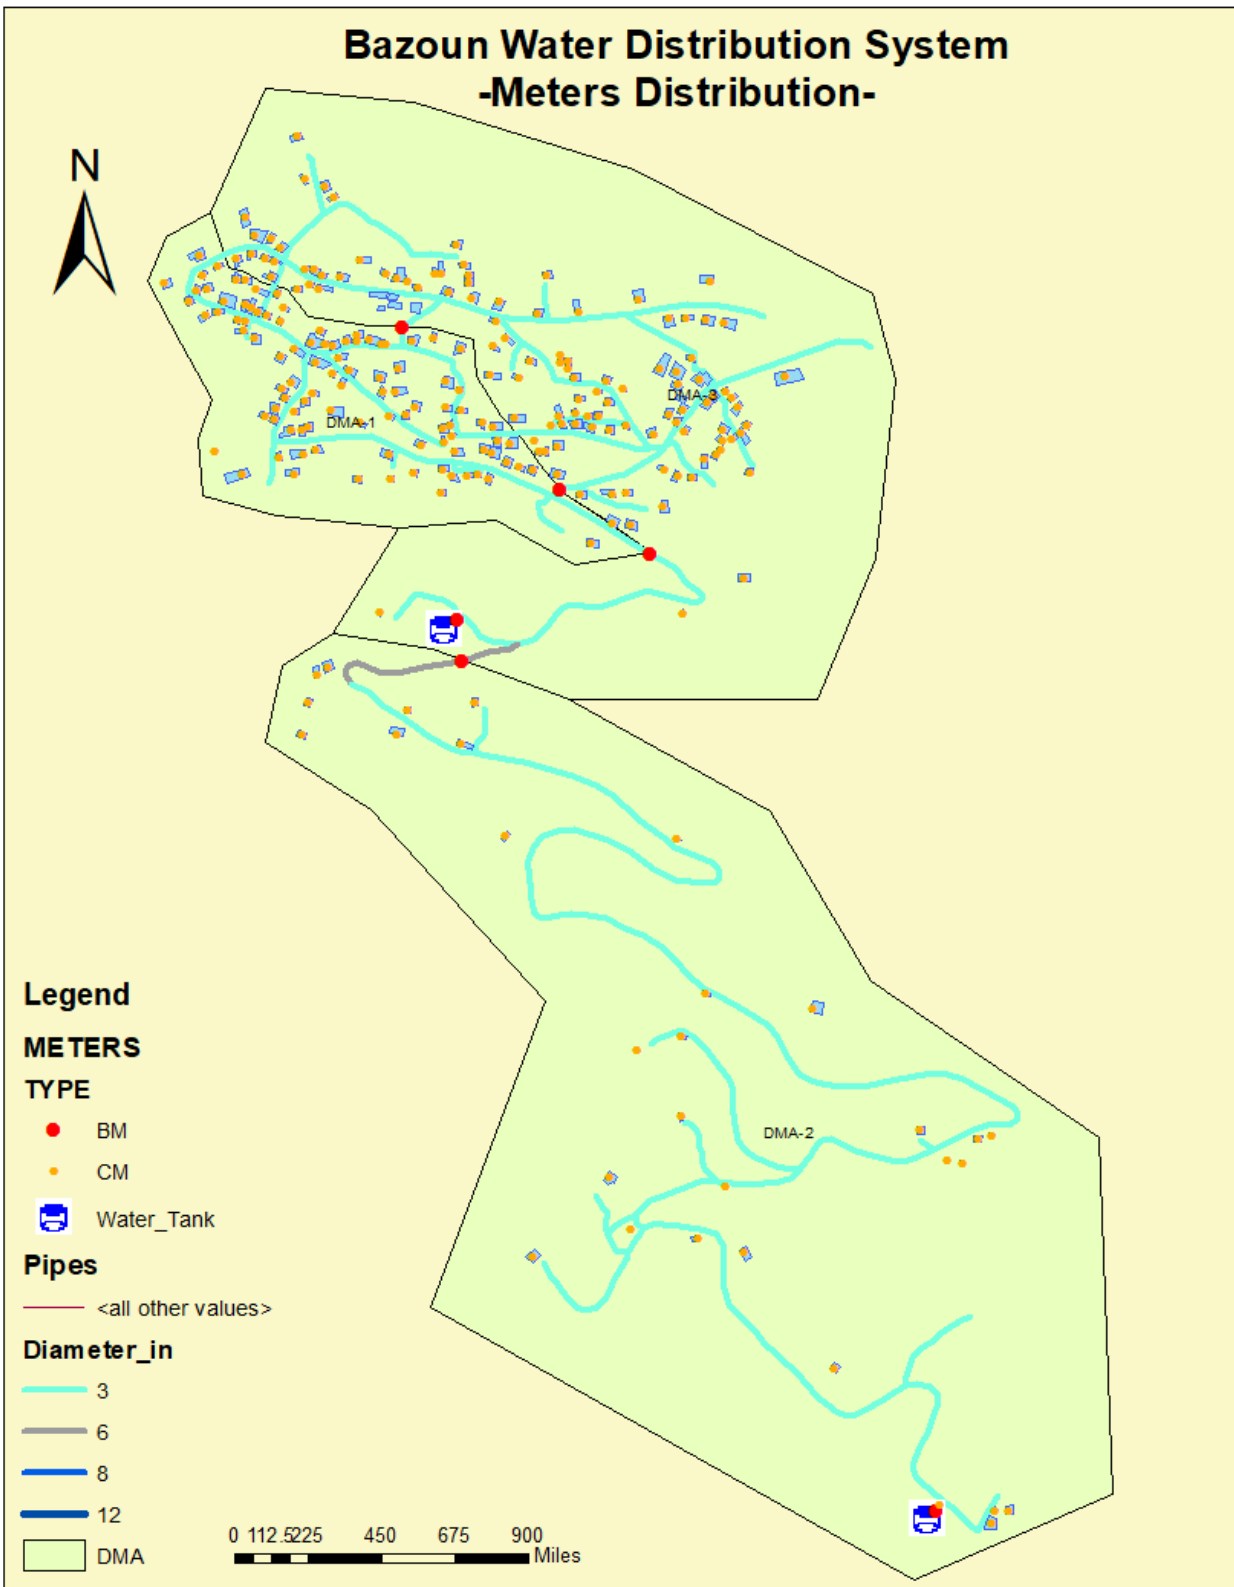 Bazoun Water Distribution System
-Meters Distribution-
N
DMA-3
DMA-1
DMA-2
Legend
METERS
TYPE
BM
CM
Water_Tank
Pipes
<all other values>
Diameter_in
3
6
8
12
DMA
0 112.5225 450 675 900
Miles